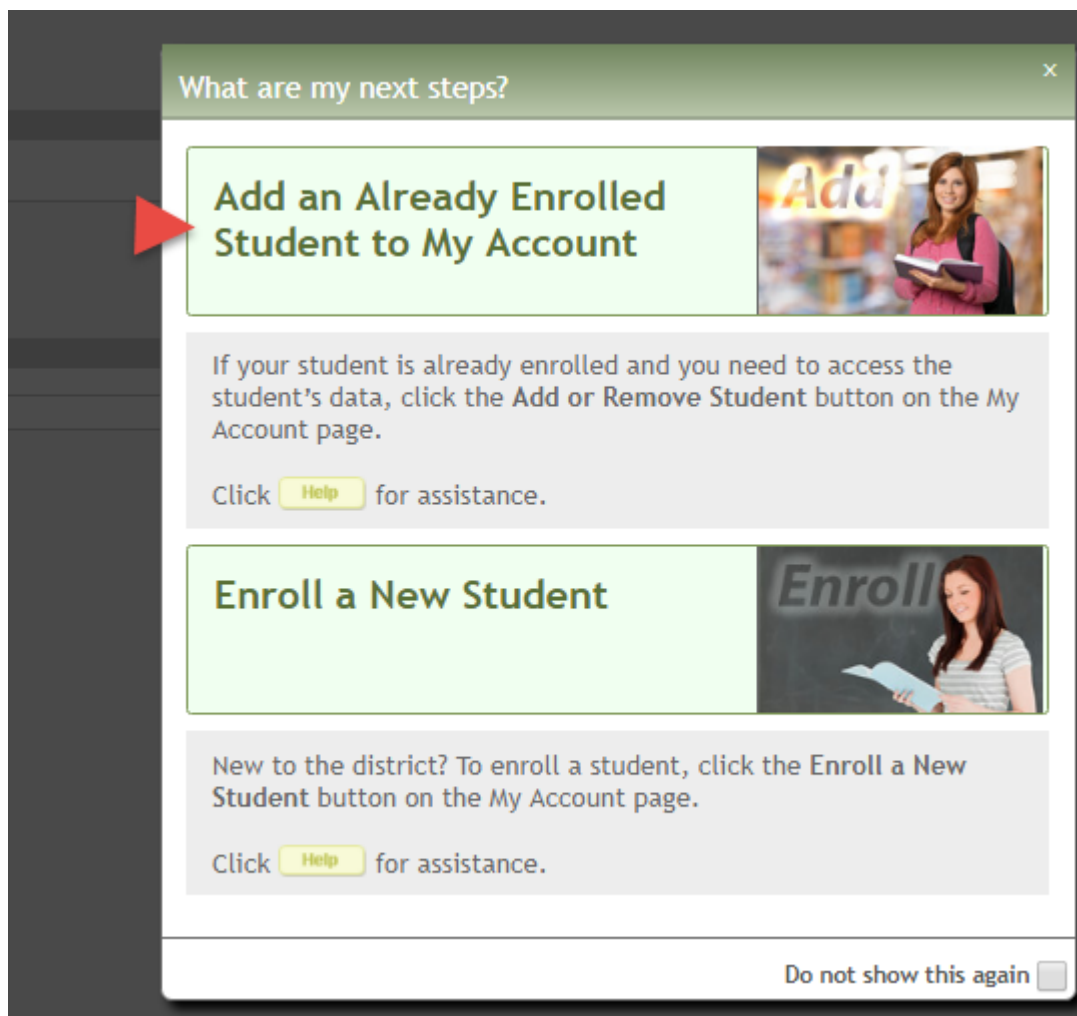 What are my next steps?
×
Add an Already Enrolled
Student to My Account
Add
If your student is already enrolled and you need to access the
student’s data, click the Add or Remove Student button on the My
Account page.
Click Help for assistance.
Enroll a New Student
Enroll
New to the district? To enroll a student, click the Enroll a New
Student button on the My Account page.
Click Help for assistance.
Do not show this again